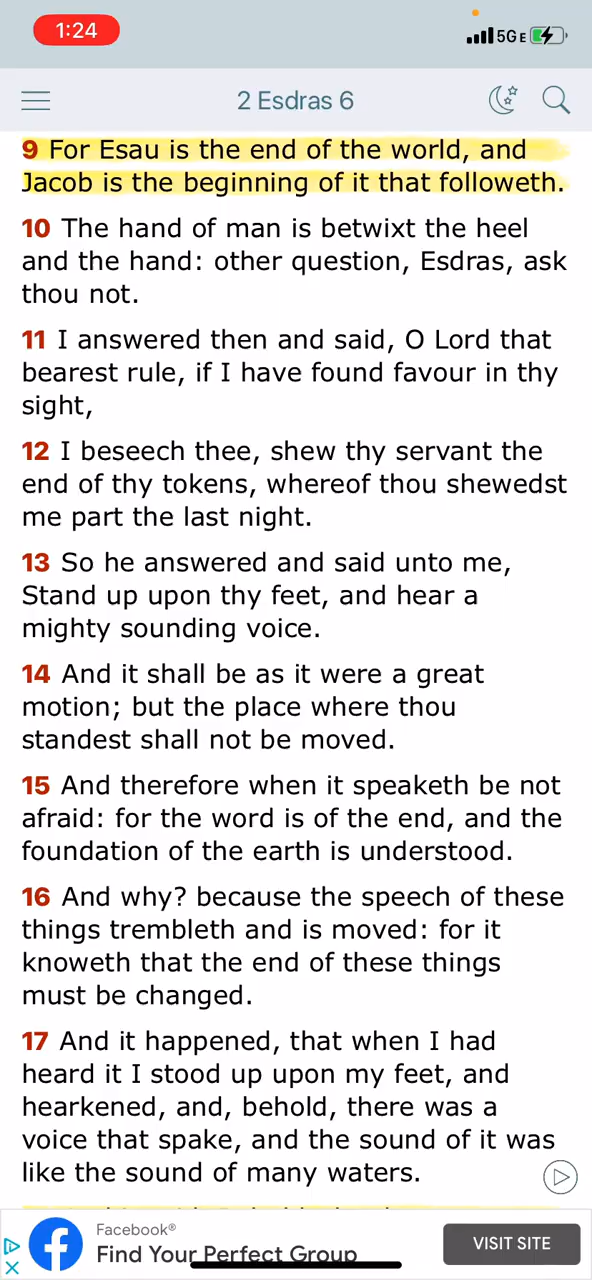 1:24
5G E
2 Esdras 6
9 For Esau is the end of the world, and
Jacob is the beginning of it that followeth.
10 The hand of man is betwixt the heel
and the hand: other question, Esdras, ask
thou not.
11 I answered then and said, O Lord that
bearest rule, if I have found favour in thy
sight,
12 I beseech thee, shew thy servant the
end of thy tokens, whereof thou shewedst
me part the last night.
13 So he answered and said unto me,
Stand up upon thy feet, and hear a
mighty sounding voice.
14 And it shall be as it were a great
motion; but the place where thou
standest shall not be moved.
15 And therefore when it speaketh be not
afraid: for the word is of the end, and the
foundation of the earth is understood.
16 And why? because the speech of these
things trembleth and is moved: for it
knoweth that the end of these things
must be changed.
17 And it happened, that when I had
heard it I stood up upon my feet, and
hearkened, and, behold, there was a
voice that spake, and the sound of it was
like the sound of many waters.
Facebook®
Find Your Perfect Group
VISIT SITE